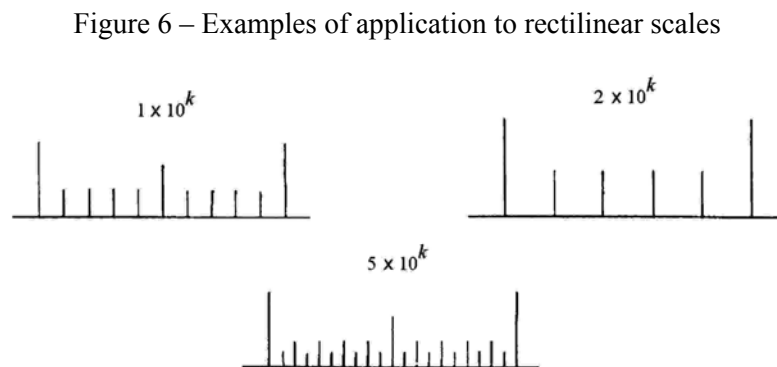 Figure 6 – Examples of application to rectilinear scales
1 x 10^k
2 x 10^k
5 x 10^k